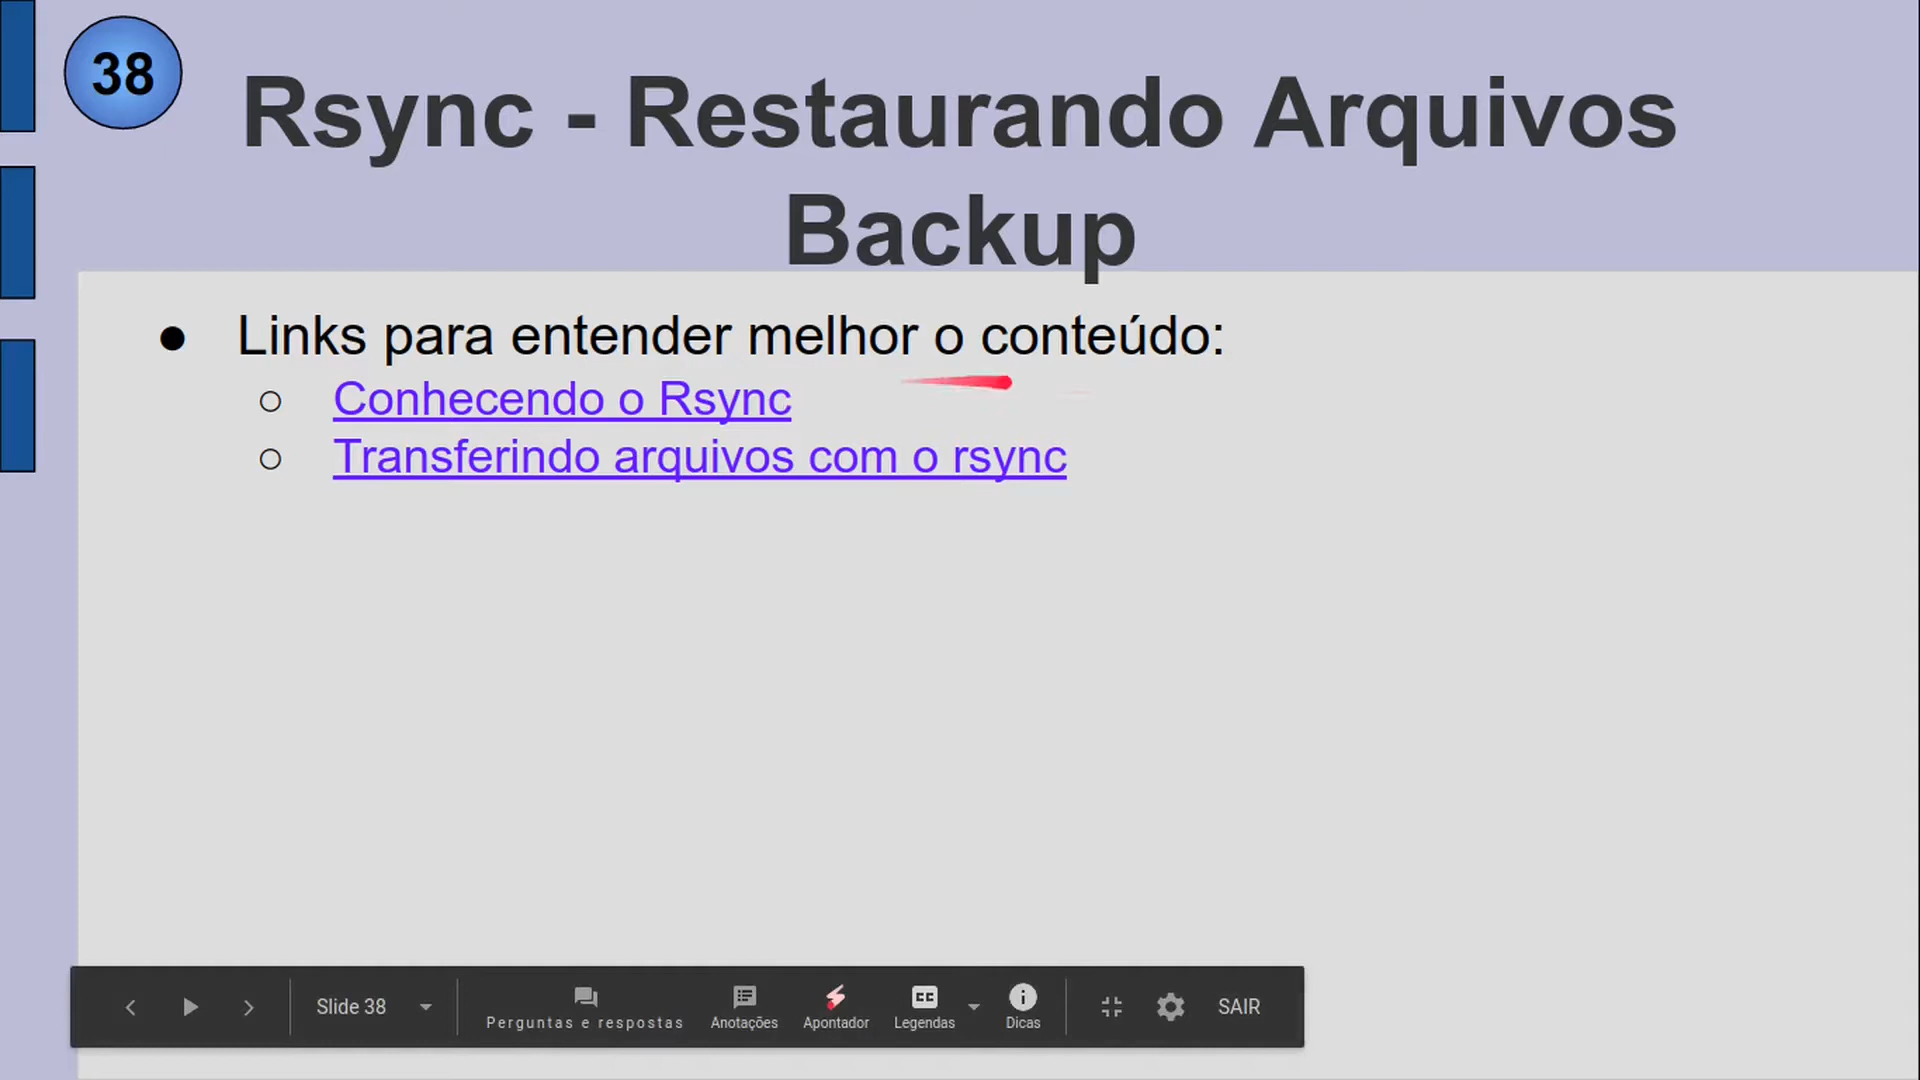 38
Rsync - Restaurando Arquivos
Backup
● Links para entender melhor o conteúdo:
○ Conhecendo o Rsync
○ Transferindo arquivos com o rsync
Slide 38
Perguntas e respostas
Anotações
Apontador
Legendas
Dicas
SAIR